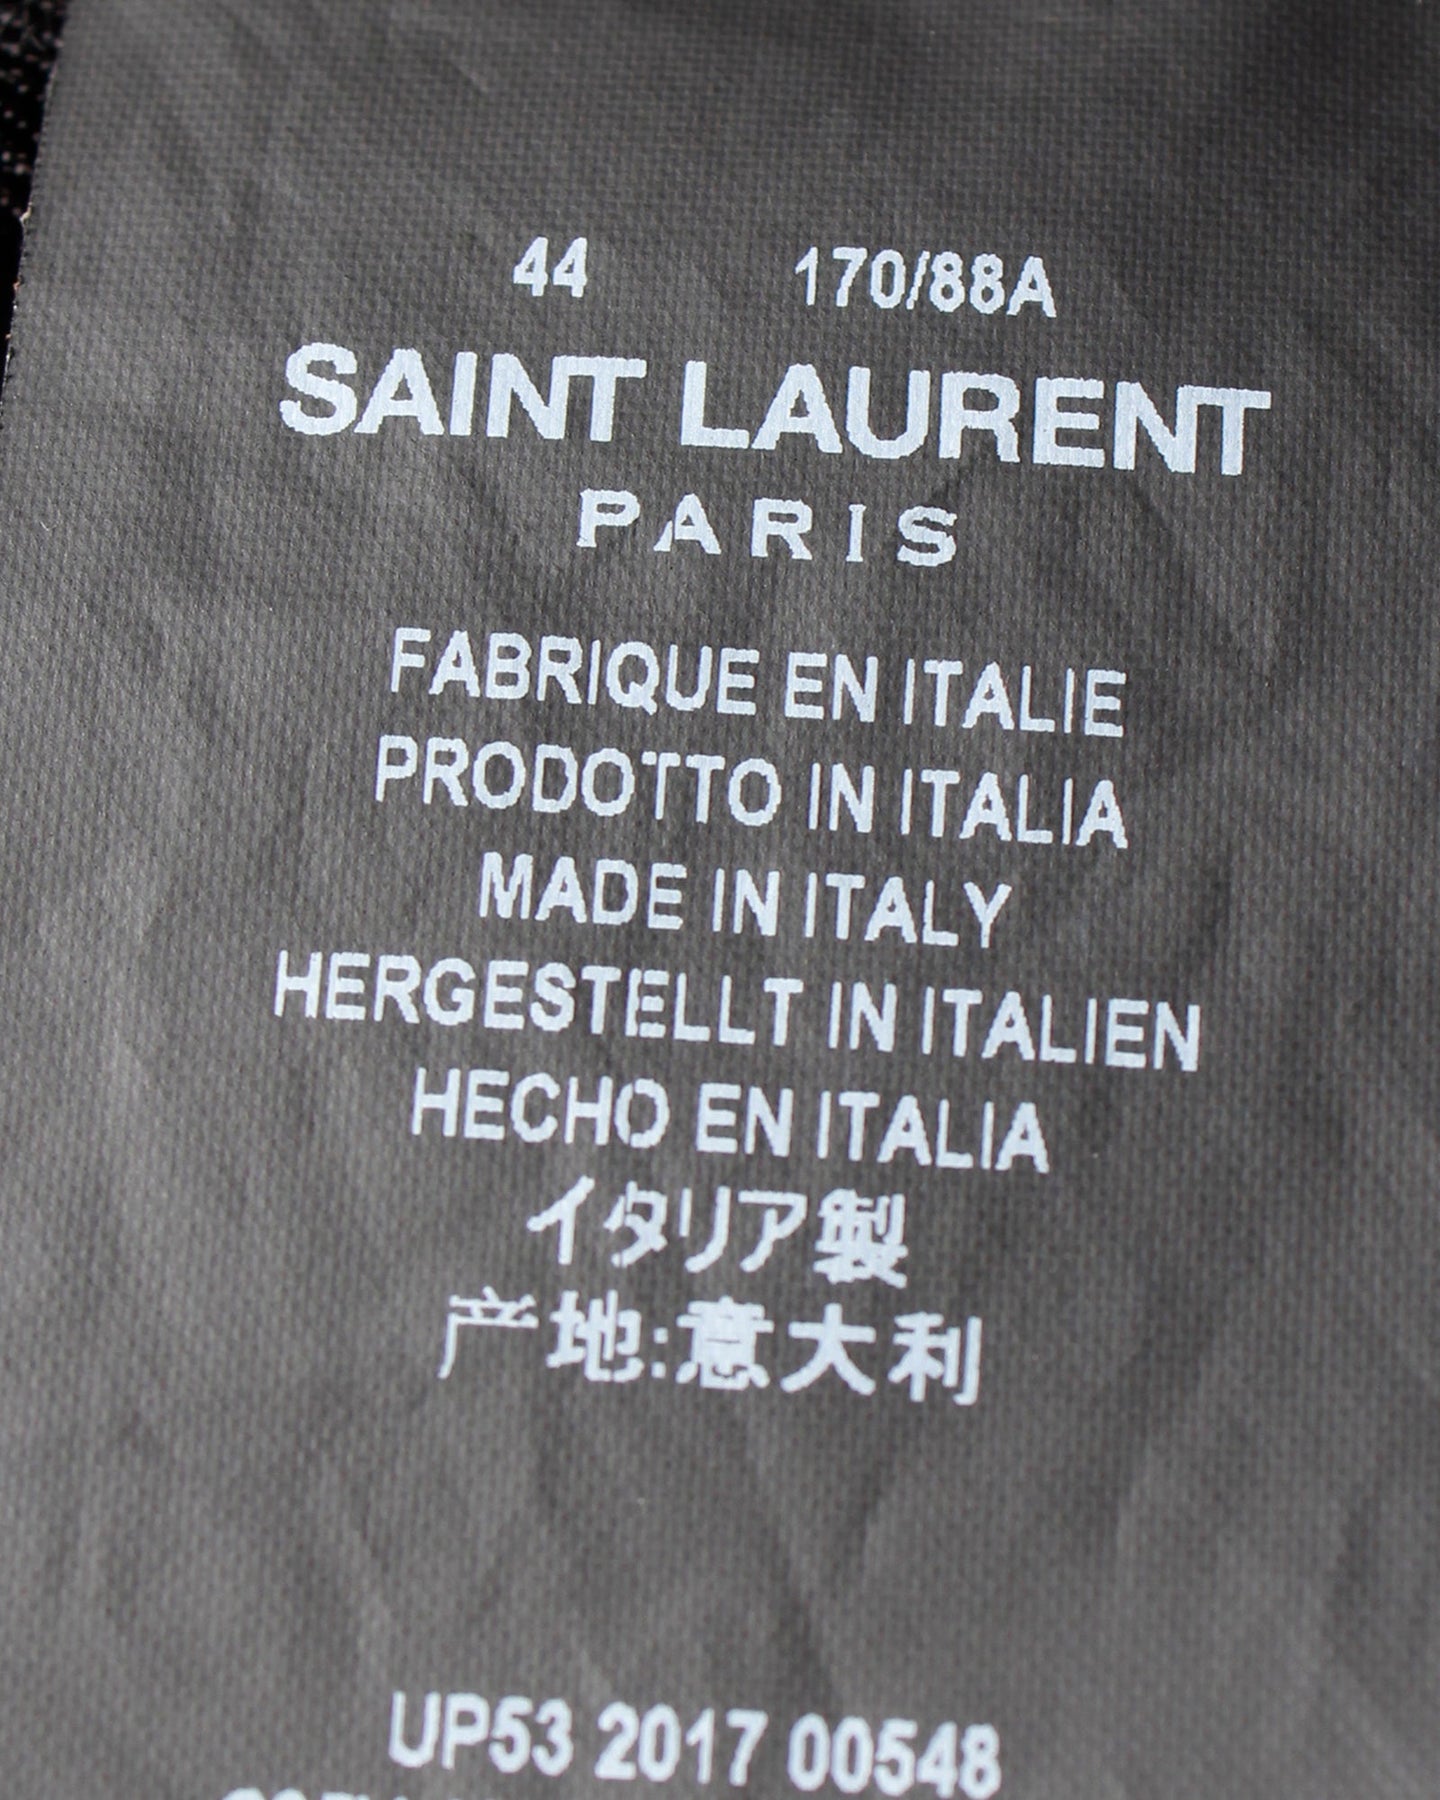 44 170/88A
SAINT LAURENT
PARIS
FABRIQUE EN ITALIE
PRODOTTO IN ITALIA
MADE IN ITALY
HERGESTELLT IN ITALIEN
HECHO EN ITALIA
イタリア製
产地:意大利
UP53 2017 00548